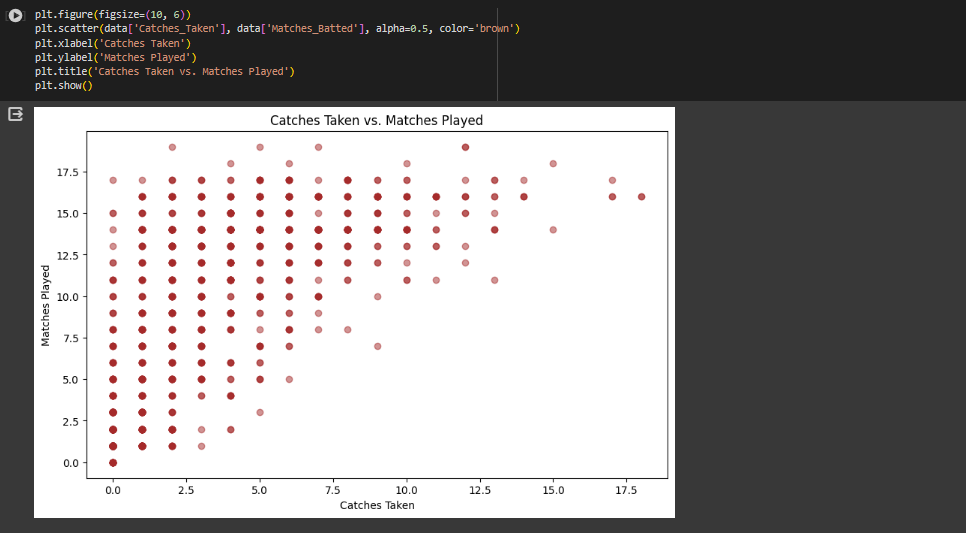 plt.figure(figsize=(10, 6))
plt.scatter(data['Catches_Taken'], data['Matches_Batted'], alpha=0.5, color='brown')
plt.xlabel('Catches Taken')
plt.ylabel('Matches Played')
plt.title('Catches Taken vs. Matches Played')
plt.show()
Catches Taken vs. Matches Played
Matches Played
17.5
15.0
12.5
10.0
7.5
5.0
2.5
0.0
0.0 2.5 5.0 7.5 10.0 12.5 15.0 17.5
Catches Taken